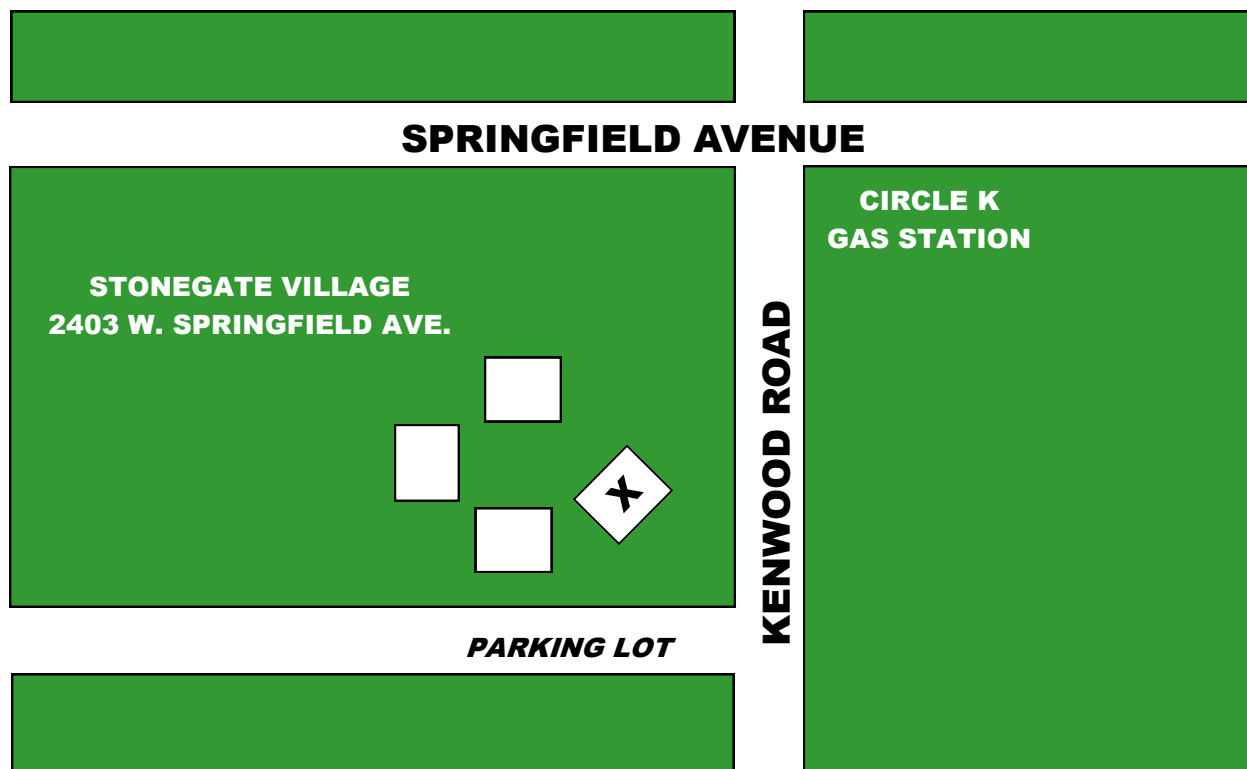 SPRINGFIELD AVENUE
CIRCLE K
GAS STATION
STONEGATE VILLAGE
2403 W. SPRINGFIELD AVE.
KENWOOD ROAD
X
PARKING LOT